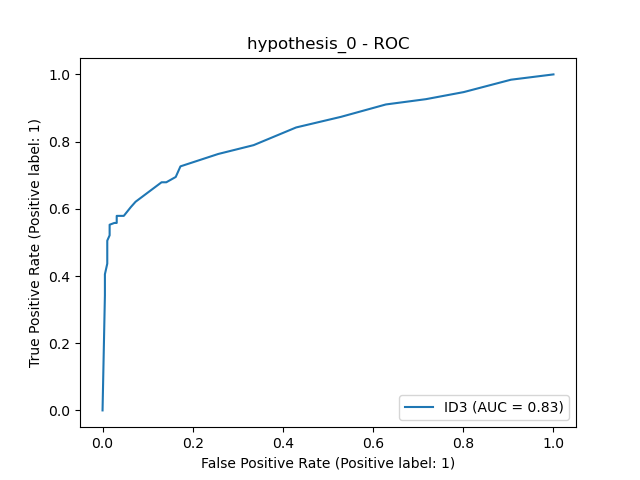 hypothesis_0 - ROC
True Positive Rate (Positive label: 1)
1.0
0.8
0.6
0.4
0.2
0.0
ID3 (AUC = 0.83)
0.0 0.2 0.4 0.6 0.8 1.0
False Positive Rate (Positive label: 1)